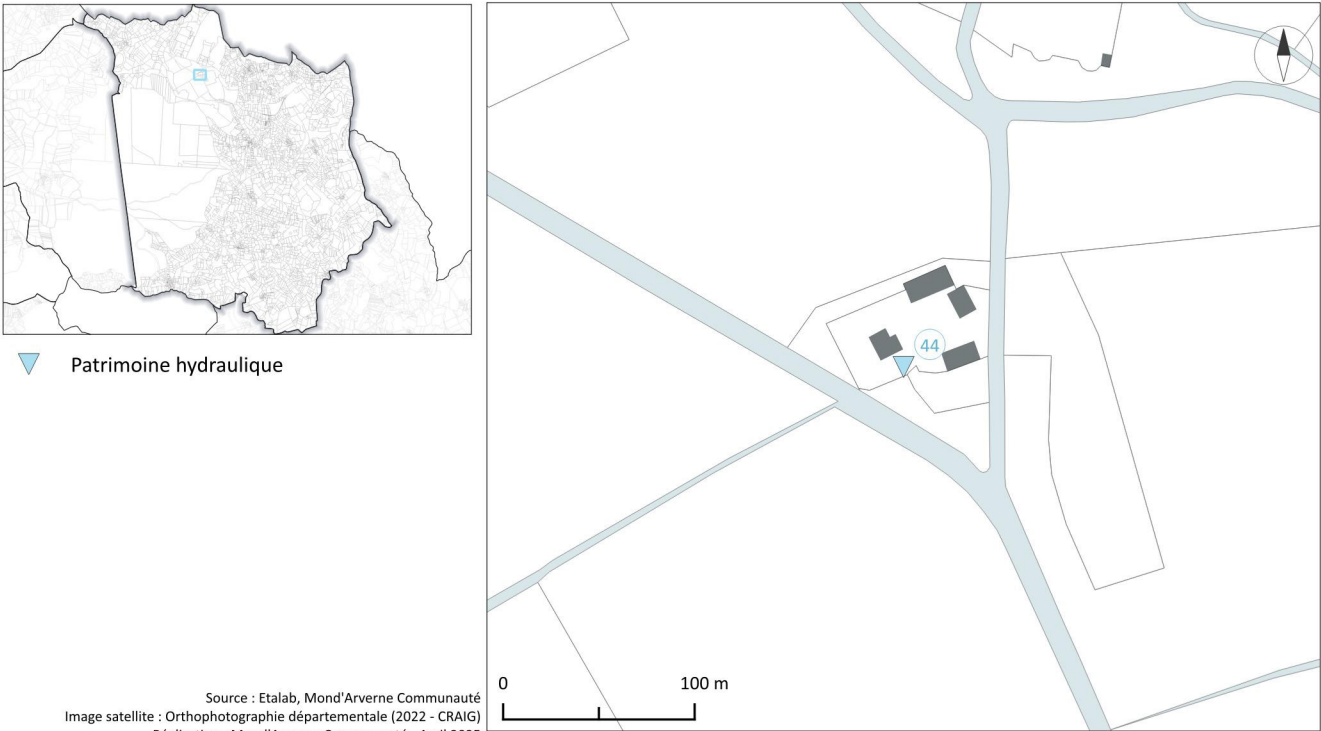 Patrimoine hydraulique
44
0 100 m
Source : Etalab, Mond'Arverne Communauté
Image satellite : Orthophotographie départementale (2022 - CRAIG)